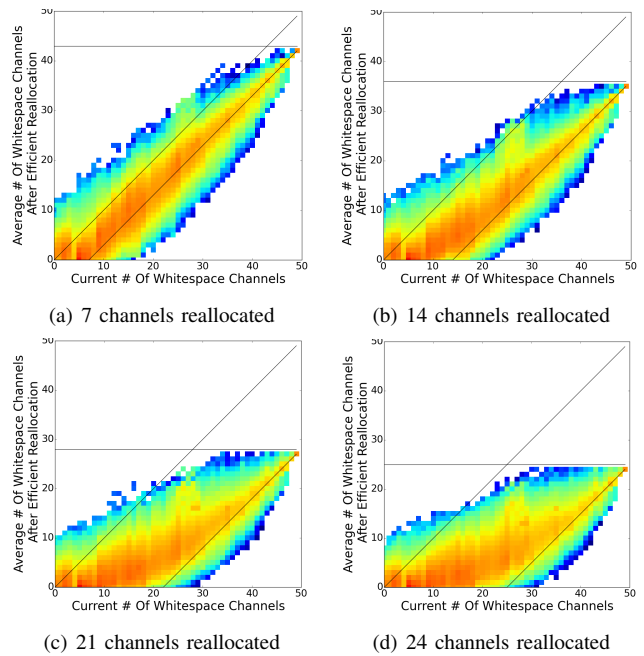 50
40
30
20
10
0
Average # Of Whitespace Channels
After Efficient Reallocation
0 10 20 30 40 50
Current # Of Whitespace Channels
(a) 7 channels reallocated
50
40
30
20
10
0
Average # Of Whitespace Channels
After Efficient Reallocation
0 10 20 30 40 50
Current # Of Whitespace Channels
(b) 14 channels reallocated
50
40
30
20
10
0
Average # Of Whitespace Channels
After Efficient Reallocation
0 10 20 30 40 50
Current # Of Whitespace Channels
(c) 21 channels reallocated
50
40
30
20
10
0
Average # Of Whitespace Channels
After Efficient Reallocation
0 10 20 30 40 50
Current # Of Whitespace Channels
(d) 24 channels reallocated